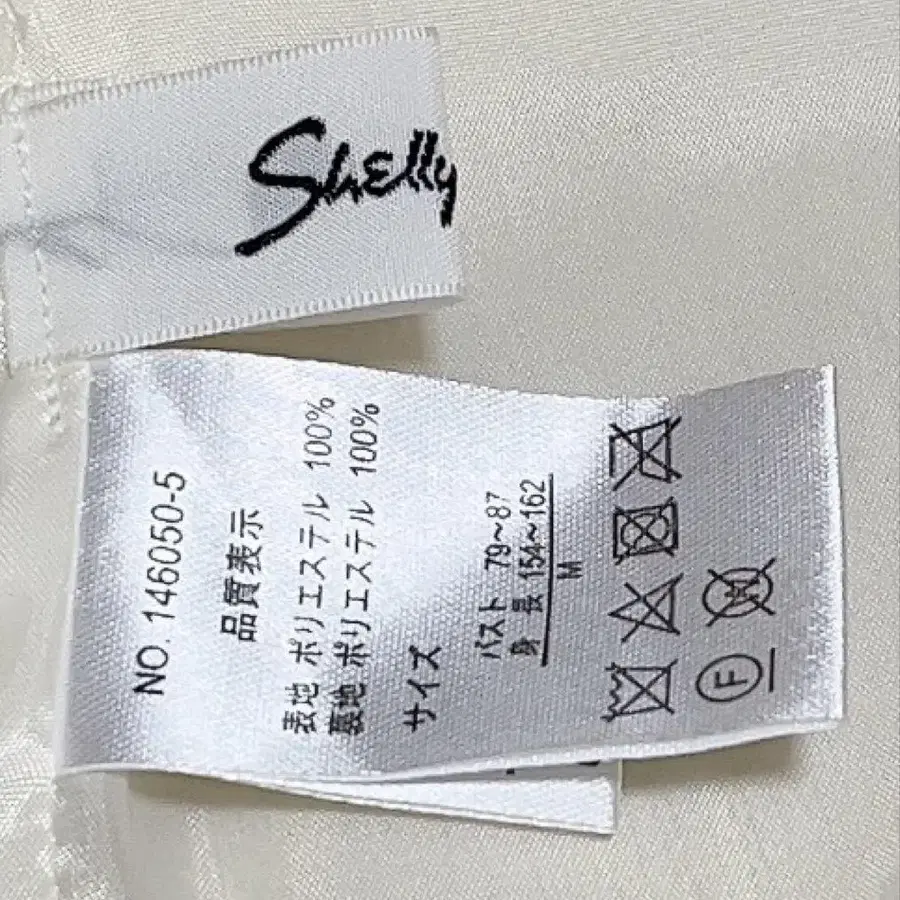 Shelly
NO. 146050-5
品質表示
表地 ポリエステル 100%
裏地 ポリエステル 100%
サイズ
バスト 79~87
身長 154~162
M
F
W